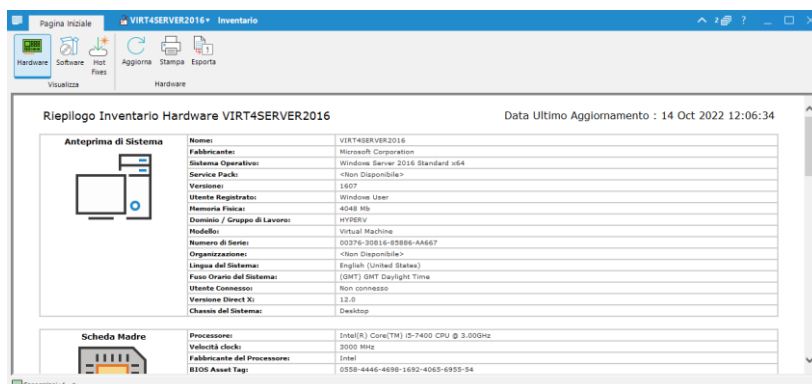 Pagina Iniziale VIRT4SERVER2016 Inventario 2 ?
Hardware Software Hot Fixes Aggiorna Stampa Esporta
Visualizza Hardware
Riepilogo Inventario Hardware VIRT4SERVER2016 Data Ultimo Aggiornamento : 14 Oct 2022 12:06:34
Anteprima di Sistema
Nome: VIRT4SERVER2016
Fabbricante: Microsoft Corporation
Sistema Operativo: Windows Server 2016 Standard x64
Service Pack: <Non Disponibile>
Versione: 1607
Utente Registrato: Windows User
Memoria Fisica: 4048 Mb
Dominio / Gruppo di Lavoro: HYPERV
Modello: Virtual Machine
Numero di Serie: 00376-30816-85886-AA667
Organizzazione: <Non Disponibile>
Lingua del Sistema: English (United States)
Fuso Orario del Sistema: (GMT) GMT Daylight Time
Utente Connesso: Non connesso
Versione Direct X: 12.0
Chassis del Sistema: Desktop
Scheda Madre
Processore: Intel(R) Core(TM) i5-7400 CPU @ 3.00GHz
Velocità clock: 3000 MHz
Fabbricante del Processore: Intel
BIOS Asset Tag: 0558-4446-4698-1692-4065-6955-54